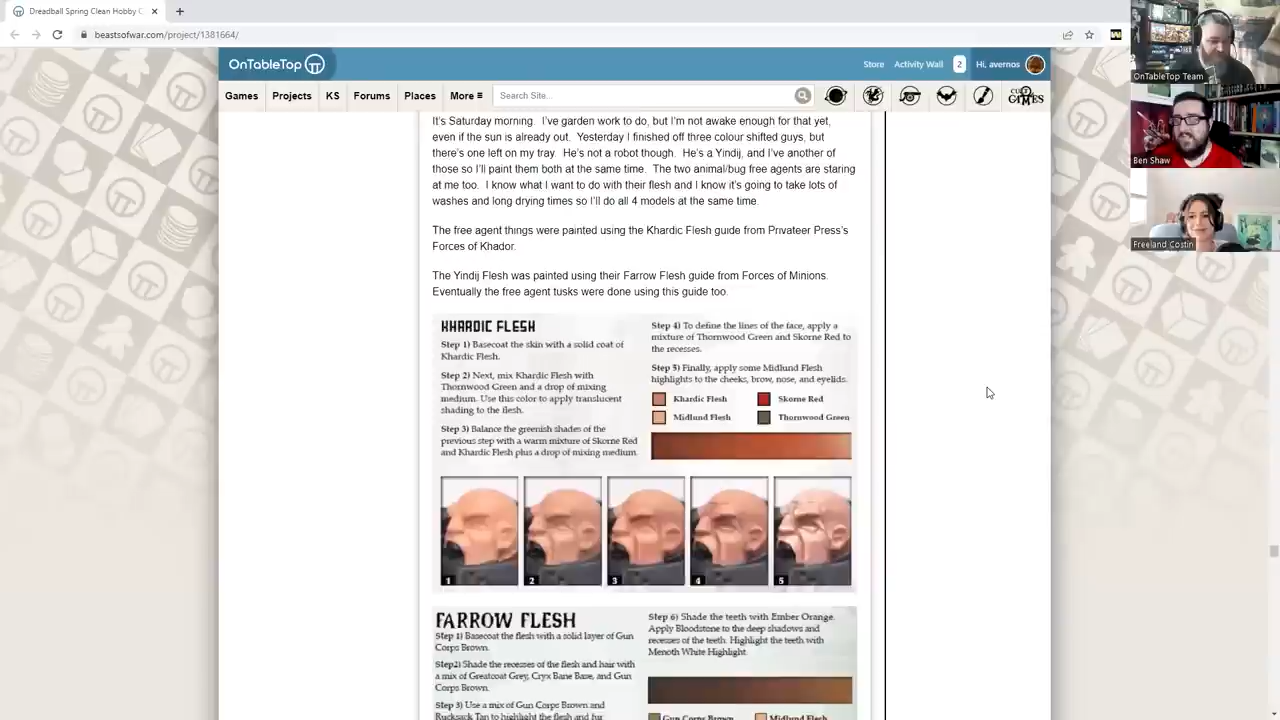 Dreadball Spring Clean Hobby C
beastsofwar.com/project/1381664/
OnTableTop
Store Activity Wall 2 Hi, avernos
Games Projects KS Forums Places More Search Site...
It's Saturday morning. I've garden work to do, but I'm not awake enough for that yet,
even if the sun is already out. Yesterday I finished off three colour shifted guys, but
there's one left on my tray. He's not a robot though. He's a Yindij, and I've another of
those so I'll paint them both at the same time. The two animal/bug free agents are staring
at me too. I know what I want to do with their flesh and I know it's going to take lots of
washes and long drying times so I'll do all 4 models at the same time.
The free agent things were painted using the Khardic Flesh guide from Privateer Press's
Forces of Khador.
The Yindij Flesh was painted using their Farrow Flesh guide from Forces of Minions.
Eventually the free agent tusks were done using this guide too.
KHARDIC FLESH
Step 1) Basecoat the skin with a solid coat of
Khardic Flesh.
Step 2) Next, mix Khardic Flesh with
Thornwood Green and a drop of mixing
medium. Use this color to apply translucent
shading to the flesh.
Step 3) Balance the greenish shades of the
previous step with a warm mixture of Skorne Red
and Khardic Flesh plus a drop of mixing medium.
Step 4) To define the lines of the face, apply a
mixture of Thornwood Green and Skorne Red to
the recesses.
Step 5) Finally, apply some Midlund Flesh
highlights to the cheeks, brow, nose, and eyelids.
Khardic Flesh Skorne Red
Midlund Flesh Thornwood Green
1 2 3 4 5
FARROW FLESH
Step 1) Basecoat the flesh with a solid layer of Gun
Corps Brown.
Step2) Shade the recesses of the flesh and hair with
a mix of Greatcoat Grey, Cryx Bane Base, and Gun
Corps Brown.
Step 3) Use a mix of Gun Corps Brown and
Rucksack Tan to highlight the flesh and fur
Step 6) Shade the teeth with Ember Orange.
Apply Bloodstone to the deep shadows and
recesses of the teeth. Highlight the teeth with
Menoth White Highlight.
Gun Corps Brown Midlund Flesh
OnTableTop Team
Ben Shaw
Freeland Costin